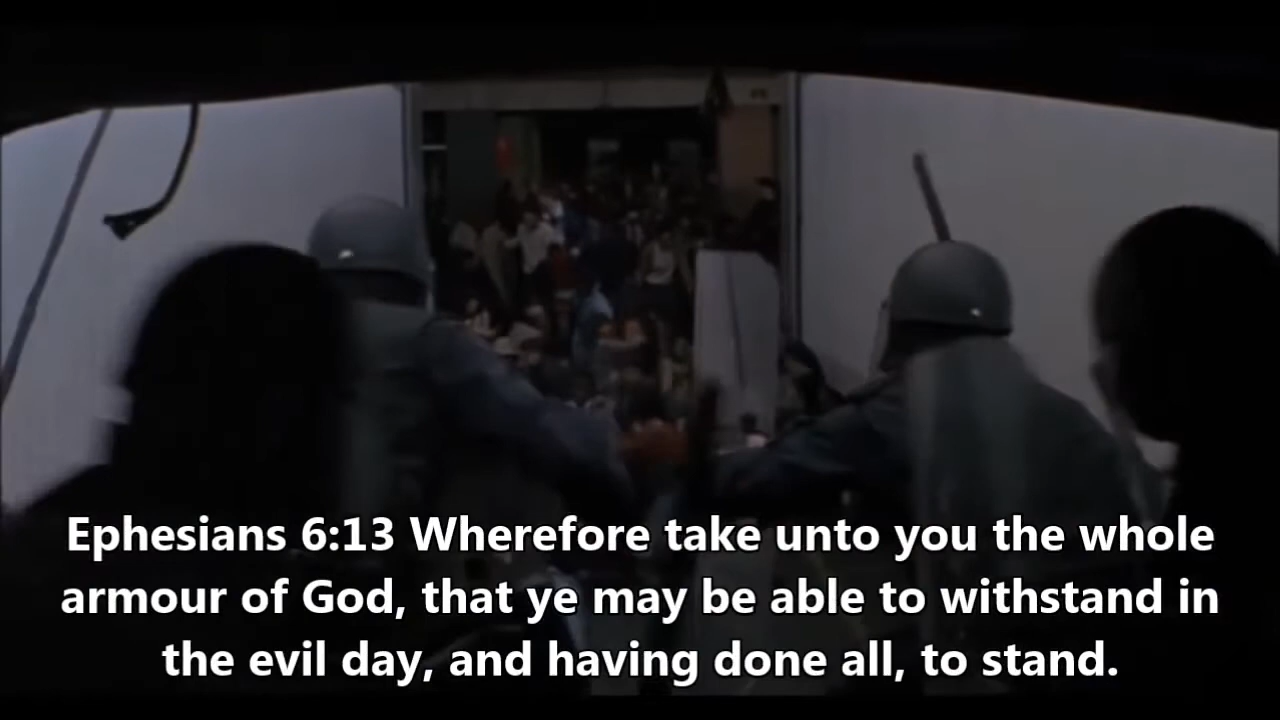 Ephesians 6:13 Wherefore take unto you the whole
armour of God, that ye may be able to withstand in
the evil day, and having done all, to stand.